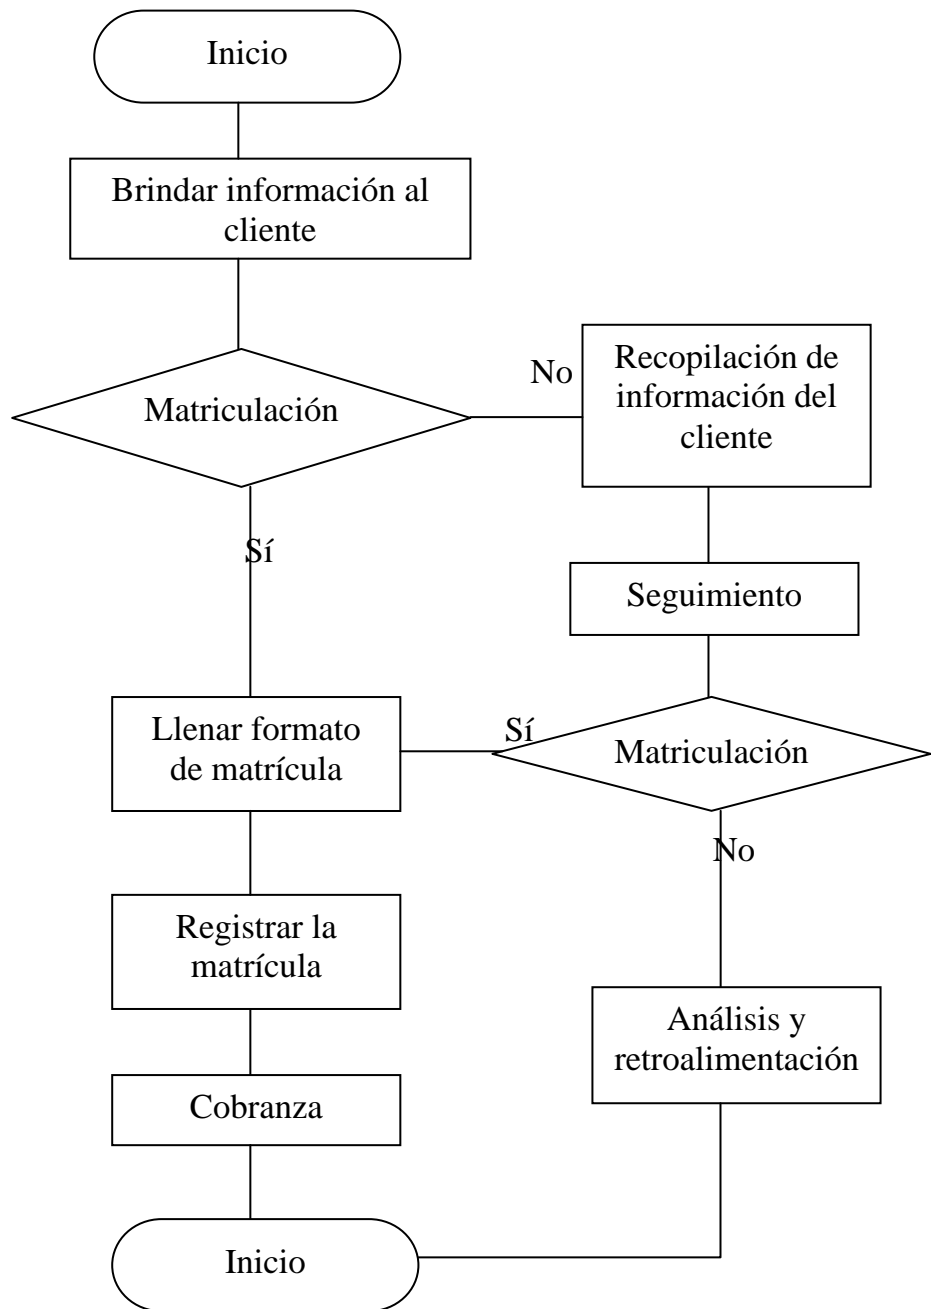 Inicio
Brindar información al
cliente
No
Recopilación de
información del
cliente
Matriculación
Sí
Seguimiento
Llenar formato
de matrícula
Sí
Matriculación
No
Registrar la
matrícula
Análisis y
retroalimentación
Cobranza
Inicio